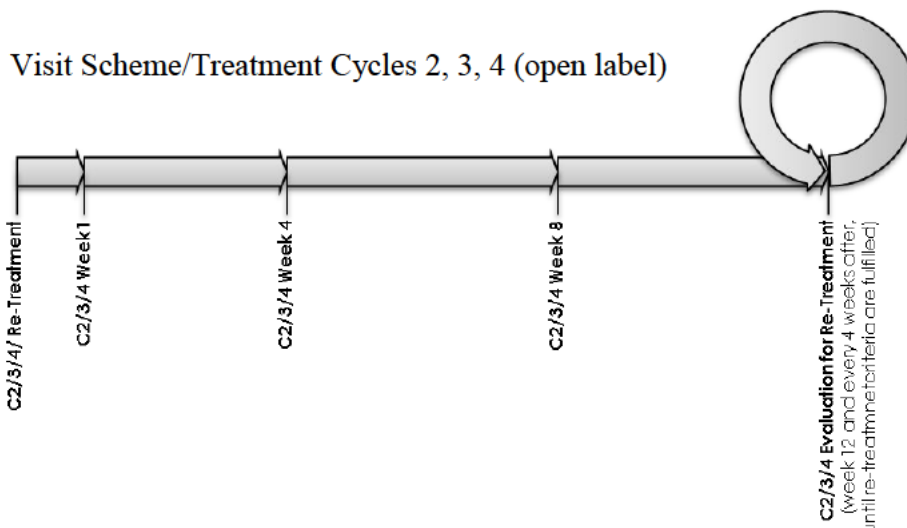 Visit Scheme/Treatment Cycles 2, 3, 4 (open label)
C2/3/4/ Re-Treatment
C2/3/4 Week 1
C2/3/4 Week 4
C2/3/4 Week 8
C2/3/4 Evaluation for Re-Treatment
(week 12 and every 4 weeks after,
until re-treatmnetcriteria are fulfilled)